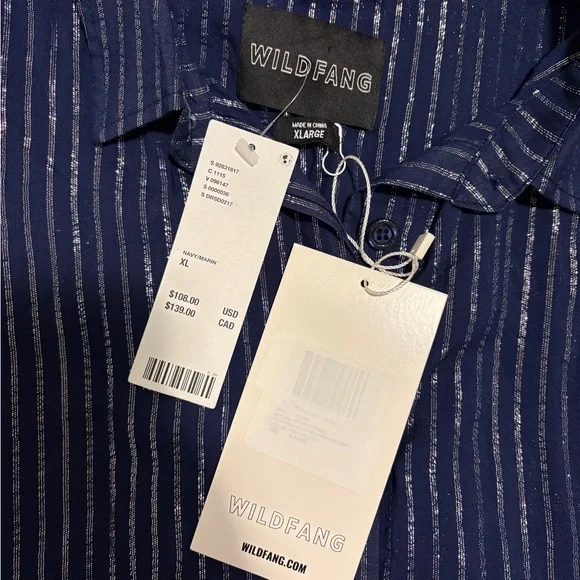 WILDFANG
MADE IN CHINA
XLARGE
S 92831817
C 1115
V 096147
S 0000036
S DRSD0217
NAVY/MARIN
XL
$108.00 USD
$139.00 CAD
WILDFANG
WILDFANG.COM